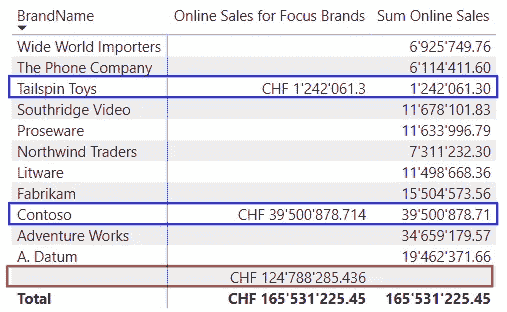 BrandName Online Sales for Focus Brands Sum Online Sales
Wide World Importers 6'925'749.76
The Phone Company 6'114'411.60
Tailspin Toys CHF 1'242'061.3 1'242'061.30
Southridge Video 11'678'101.83
Proseware 11'633'996.79
Northwind Traders 7'311'232.30
Litware 11'498'668.36
Fabrikam 15'504'573.56
Contoso CHF 39'500'878.714 39'500'878.71
Adventure Works 34'659'179.57
A. Datum 19'462'371.66
CHF 124'788'285.436
Total CHF 165'531'225.45 165'531'225.45